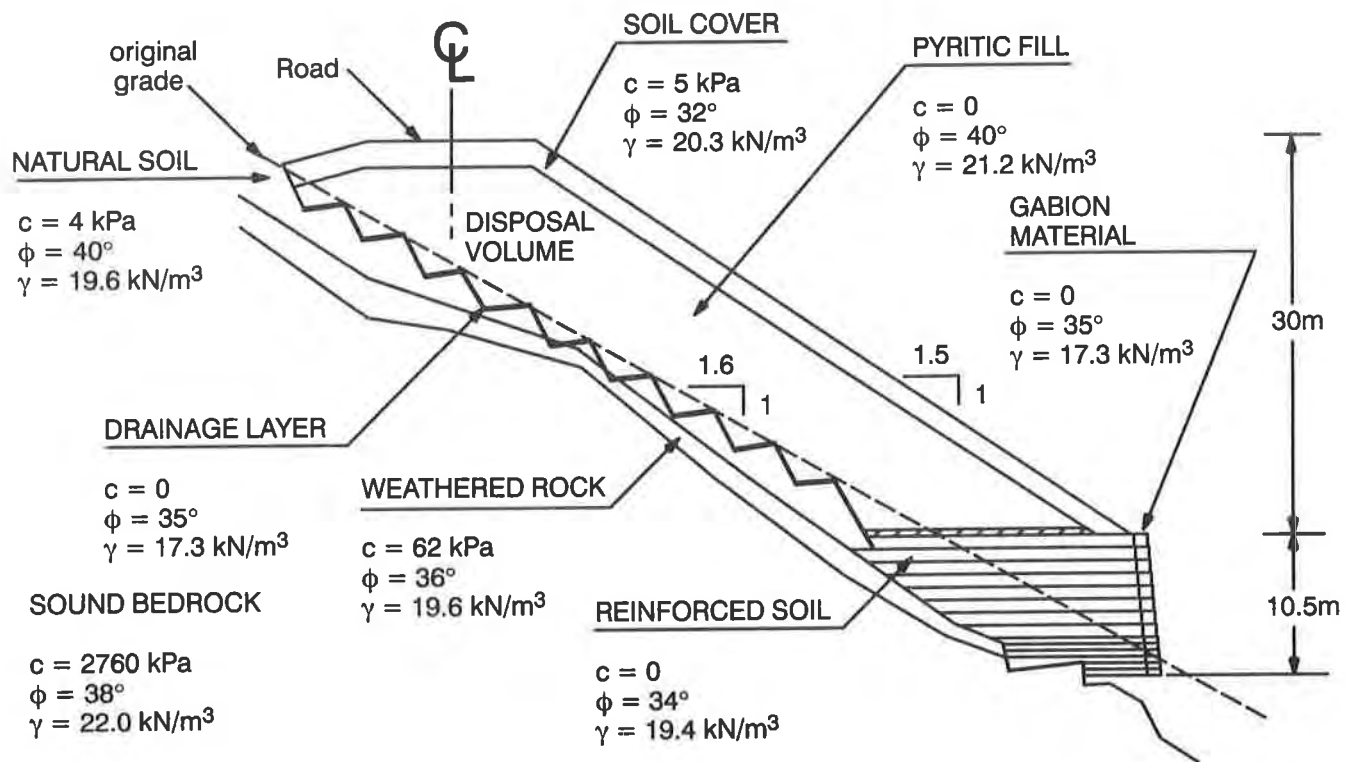 original
grade
Road
℄
SOIL COVER
c = 5 kPa
ϕ = 32°
γ = 20.3 kN/m³
PYRITIC FILL
c = 0
ϕ = 40°
γ = 21.2 kN/m³
NATURAL SOIL
c = 4 kPa
ϕ = 40°
γ = 19.6 kN/m³
DISPOSAL
VOLUME
GABION
MATERIAL
c = 0
ϕ = 35°
γ = 17.3 kN/m³
30m
1.6
1
1.5
1
DRAINAGE LAYER
c = 0
ϕ = 35°
γ = 17.3 kN/m³
WEATHERED ROCK
c = 62 kPa
ϕ = 36°
γ = 19.6 kN/m³
SOUND BEDROCK
c = 2760 kPa
ϕ = 38°
γ = 22.0 kN/m³
REINFORCED SOIL
c = 0
ϕ = 34°
γ = 19.4 kN/m³
10.5m